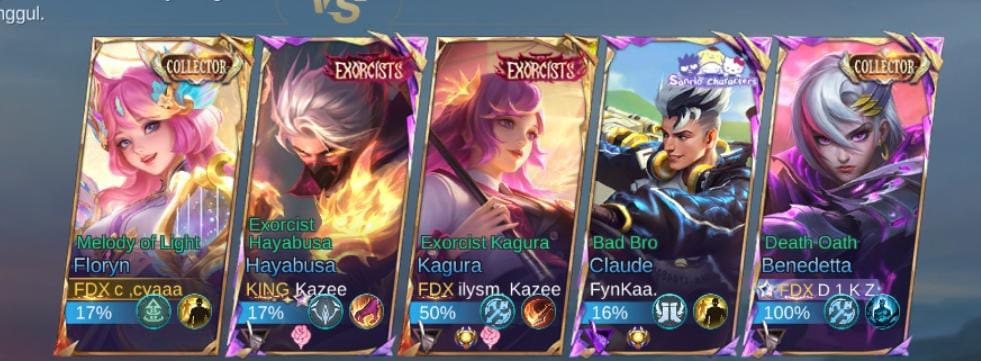 nggul.
VS
COLLECTOR
Melody of Light
Floryn
FDX c ,cyaaa
17%
EXORCISTS
Exorcist
Hayabusa
Hayabusa
KING Kazee
17%
EXORCISTS
Exorcist Kagura
Kagura
FDX ilysm, Kazee
50%
Sanrio characters
Bad Bro
Claude
FynKaa.
16%
COLLECTOR
Death Oath
Benedetta
FDX D 1 K Z
100%